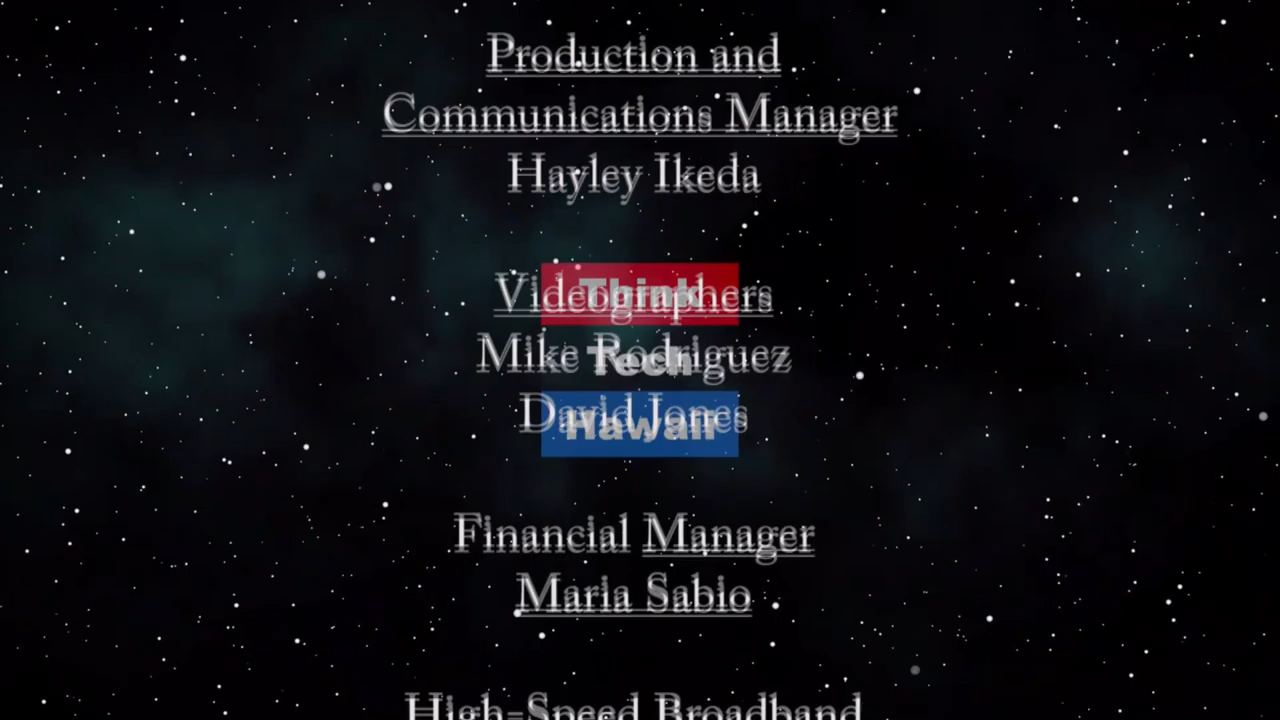 Production and
Communications Manager
Hayley Ikeda
Videographers
Think
Mike Rodriguez
Tech
David Jones
Hawaii
Financial Manager
Maria Sabio
High-Speed Broadband